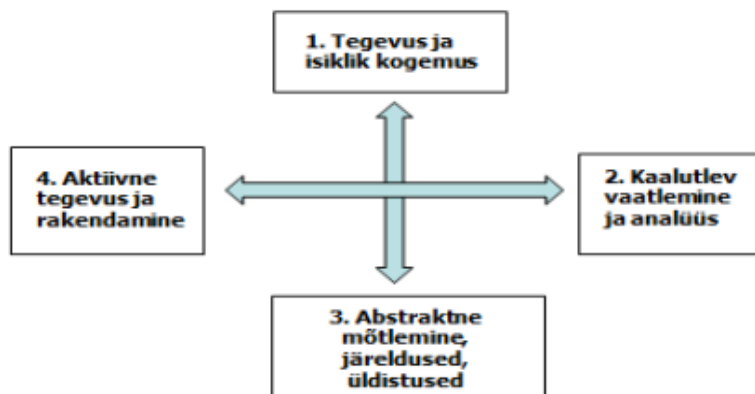 1. Tegevus ja
isiklik kogemus
4. Aktiivne
tegevus ja
rakendamine
2. Kaalutlev
vaatlemine
ja analüüs
3. Abstraktne
mõtlemine,
järeldused,
üldistused